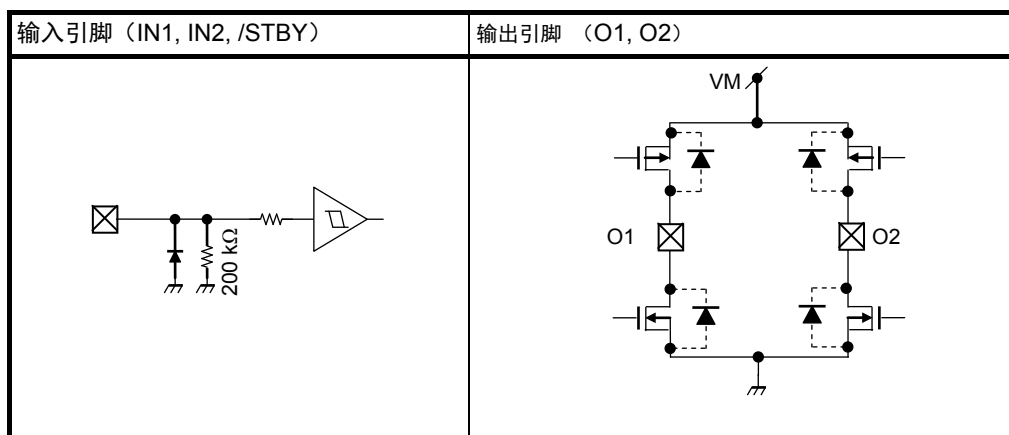 输入引脚（IN1, IN2, /STBY）
输出引脚 （O1, O2）
200 kΩ
VM
O1
O2